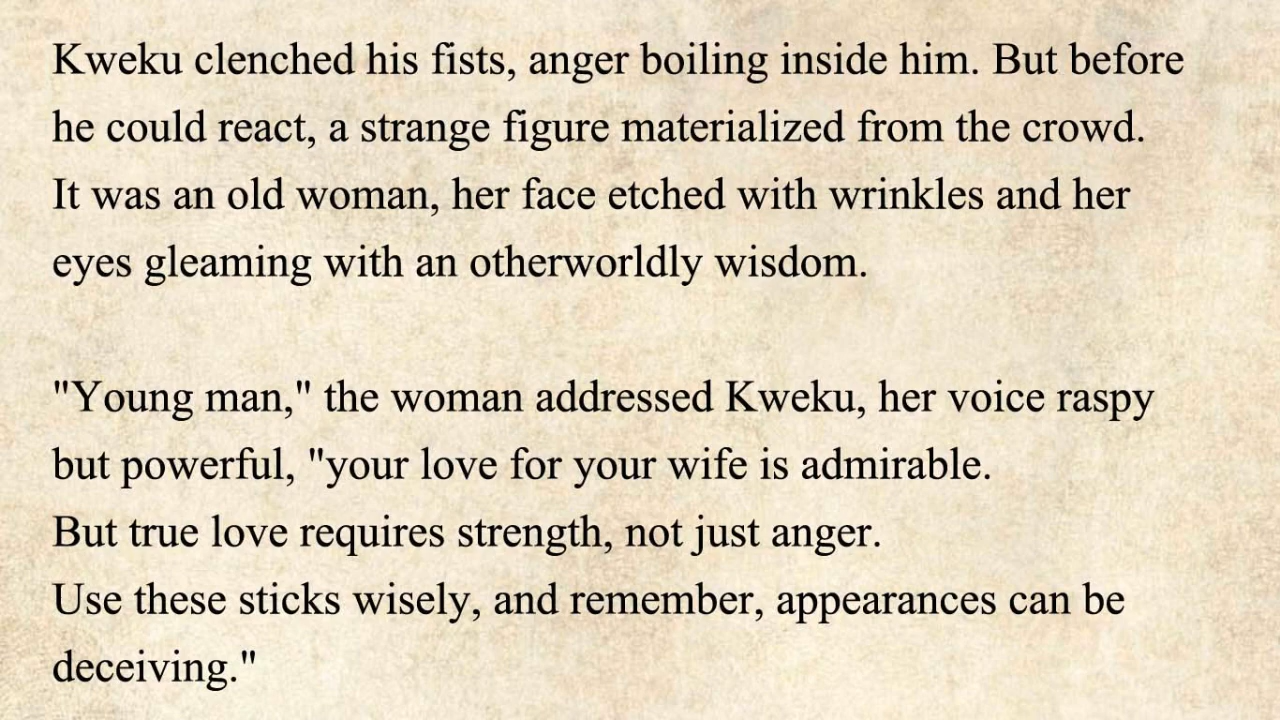 Kweku clenched his fists, anger boiling inside him. But before
he could react, a strange figure materialized from the crowd.
It was an old woman, her face etched with wrinkles and her
eyes gleaming with an otherworldly wisdom.
"Young man," the woman addressed Kweku, her voice raspy
but powerful, "your love for your wife is admirable.
But true love requires strength, not just anger.
Use these sticks wisely, and remember, appearances can be
deceiving."